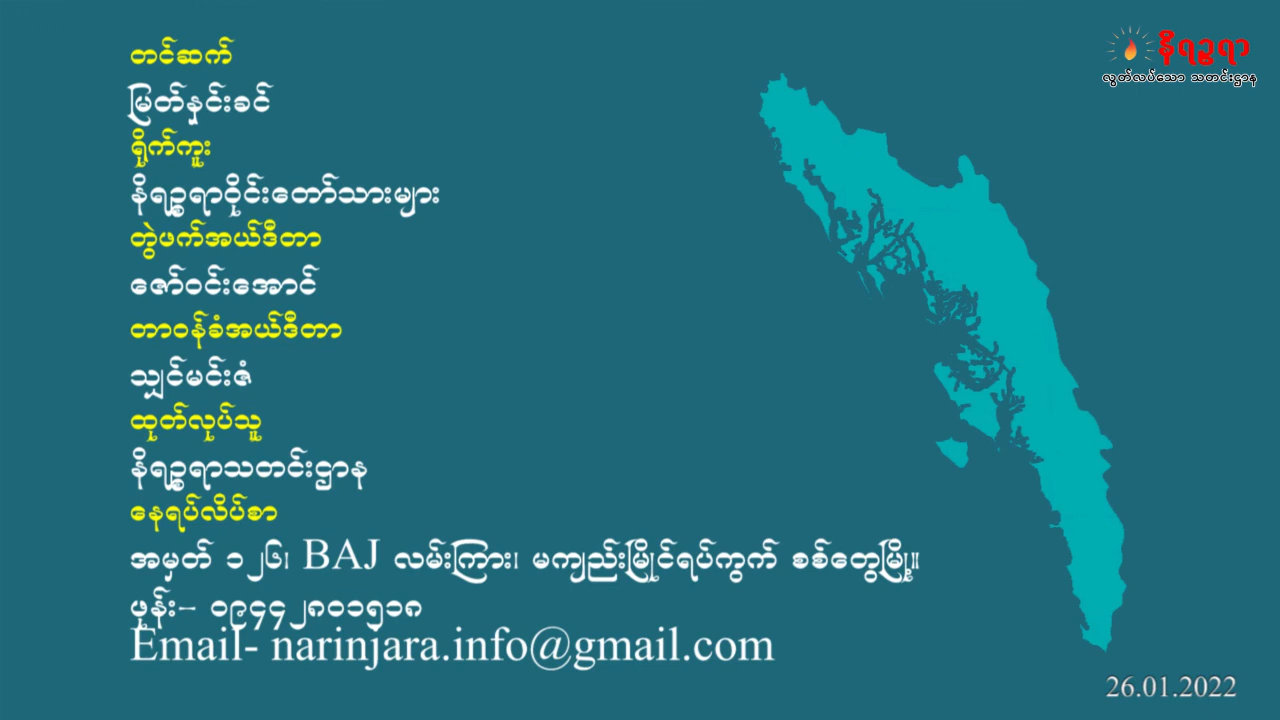 နိရဉ္စရာ
လွတ်လပ်သော သတင်းဌာန
တင်ဆက်
မြတ်နှင်းခင်
ရိုက်ကူး
နိရဉ္စရာဝိုင်းတော်သားများ
တွဲဖက်အယ်ဒီတာ
ဇော်ဝင်းအောင်
တာဝန်ခံအယ်ဒီတာ
သျှင်မင်းဇံ
ထုတ်လုပ်သူ
နိရဉ္စရာသတင်းဌာန
နေရပ်လိပ်စာ
အမှတ် ၁၂၆၊ BAJ လမ်းကြား၊ မကျည်းမြိုင်ရပ်ကွက် စစ်တွေမြို့။
ဖုန်း- ၀၉၄၄၂၈၀၁၅၁၈
Email- narinjara.info@gmail.com
26.01.2022